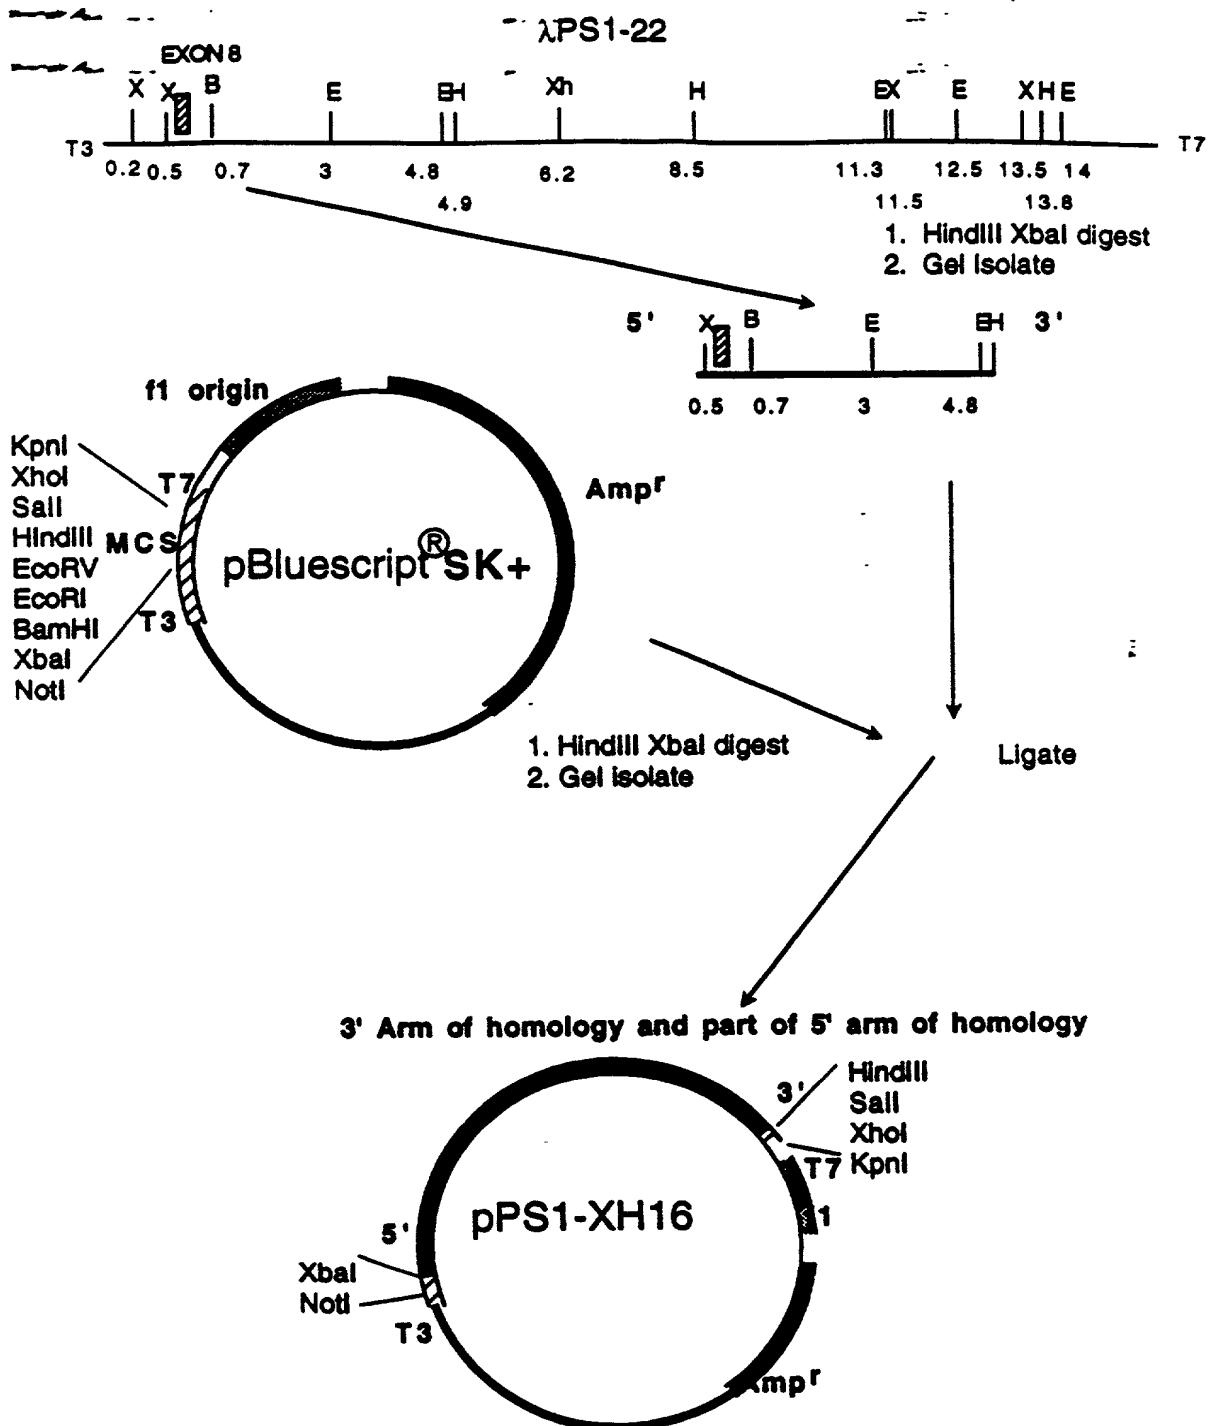 λPS1-22
EXON 8
X X B E EH Xh H EX E X H E
T3 T7
0.2 0.5 0.7 3 4.8 6.2 8.5 11.3 12.5 13.5 14
4.9 11.5 13.8
1. HindIII XbaI digest
2. Gel Isolate
5' X B E EH 3'
0.5 0.7 3 4.8
f1 origin
KpnI
XhoI
SalI
HindIII
EcoRV
EcoRI
BamHI
XbaI
NotI
T7
MCS
T3
pBluescript®SK+
Ampr
1. HindIII XbaI digest
2. Gel isolate
Ligate
3' Arm of homology and part of 5' arm of homology
3'
HindIII
SalI
XhoI
KpnI
T7
1
pPS1-XH16
5'
XbaI
NotI
T3
Ampr